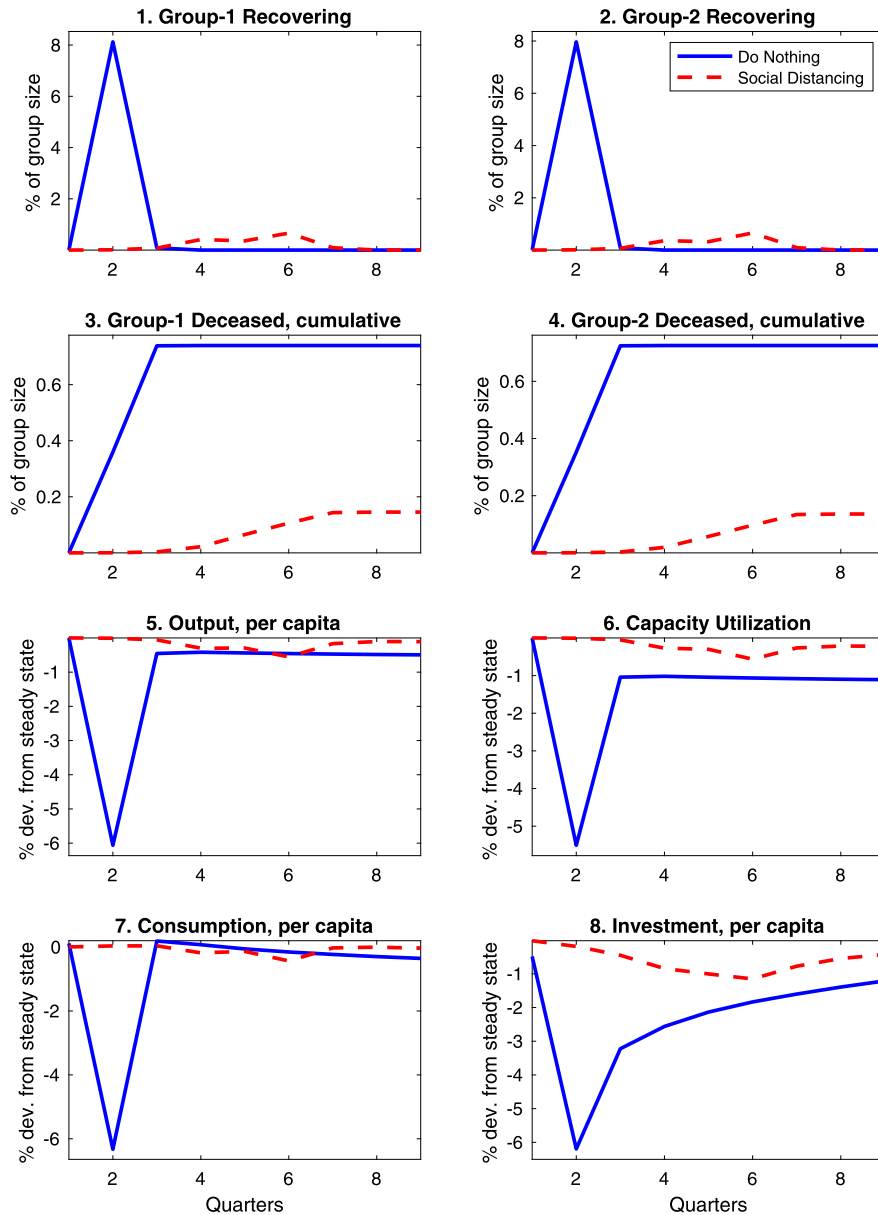 1. Group-1 Recovering
% of group size
8
6
4
2
2 4 6 8
2. Group-2 Recovering
Do Nothing
Social Distancing
% of group size
8
6
4
2
2 4 6 8
3. Group-1 Deceased, cumulative
% of group size
0.6
0.4
0.2
2 4 6 8
4. Group-2 Deceased, cumulative
% of group size
0.6
0.4
0.2
2 4 6 8
5. Output, per capita
% dev. from steady state
-1
-2
-3
-4
-5
-6
2 4 6 8
6. Capacity Utilization
% dev. from steady state
-1
-2
-3
-4
-5
2 4 6 8
7. Consumption, per capita
% dev. from steady state
0
-2
-4
-6
2 4 6 8
Quarters
8. Investment, per capita
% dev. from steady state
-1
-2
-3
-4
-5
-6
2 4 6 8
Quarters